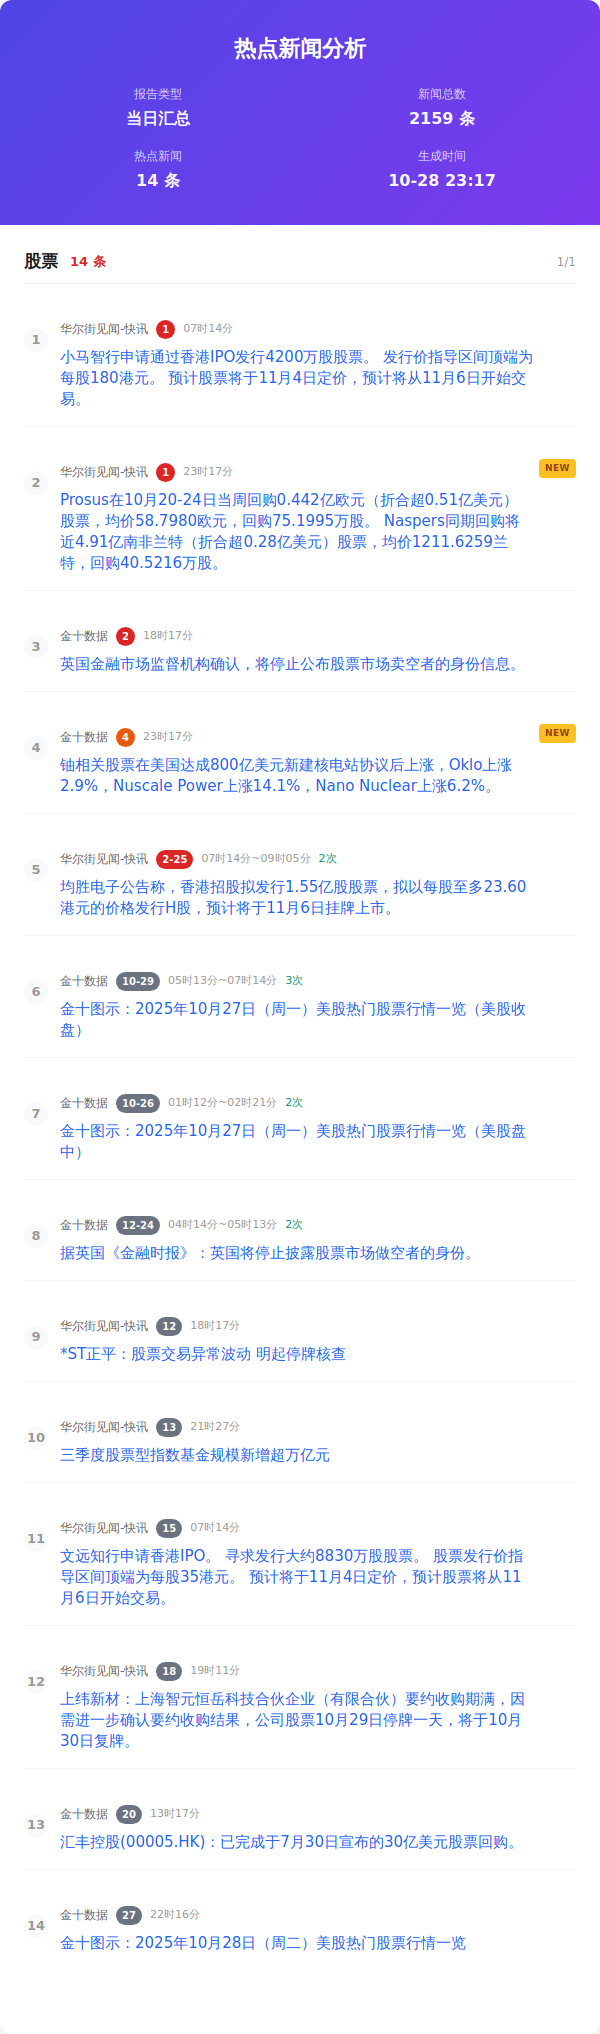 热点新闻分析
报告类型
当日汇总
新闻总数
2159 条
热点新闻
14 条
生成时间
10-28 23:17
股票 14 条 1/1
1 华尔街见闻-快讯 1 07时14分
小马智行申请通过香港IPO发行4200万股股票。 发行价指导区间顶端为
每股180港元。 预计股票将于11月4日定价，预计将从11月6日开始交
易。
2 华尔街见闻-快讯 1 23时17分 NEW
Prosus在10月20-24日当周回购0.442亿欧元（折合超0.51亿美元）
股票，均价58.7980欧元，回购75.1995万股。 Naspers同期回购将
近4.91亿南非兰特（折合超0.28亿美元）股票，均价1211.6259兰
特，回购40.5216万股。
3 金十数据 2 18时17分
英国金融市场监督机构确认，将停止公布股票市场卖空者的身份信息。
4 金十数据 4 23时17分 NEW
铀相关股票在美国达成800亿美元新建核电站协议后上涨，Oklo上涨
2.9%，Nuscale Power上涨14.1%，Nano Nuclear上涨6.2%。
5 华尔街见闻-快讯 2-25 07时14分~09时05分 2次
均胜电子公告称，香港招股拟发行1.55亿股股票，拟以每股至多23.60
港元的价格发行H股，预计将于11月6日挂牌上市。
6 金十数据 10-29 05时13分~07时14分 3次
金十图示：2025年10月27日（周一）美股热门股票行情一览（美股收
盘）
7 金十数据 10-26 01时12分~02时21分 2次
金十图示：2025年10月27日（周一）美股热门股票行情一览（美股盘
中）
8 金十数据 12-24 04时14分~05时13分 2次
据英国《金融时报》：英国将停止披露股票市场做空者的身份。
9 华尔街见闻-快讯 12 18时17分
*ST正平：股票交易异常波动 明起停牌核查
10 华尔街见闻-快讯 13 21时27分
三季度股票型指数基金规模新增超万亿元
11 华尔街见闻-快讯 15 07时14分
文远知行申请香港IPO。 寻求发行大约8830万股股票。 股票发行价指
导区间顶端为每股35港元。 预计将于11月4日定价，预计股票将从11
月6日开始交易。
12 华尔街见闻-快讯 18 19时11分
上纬新材：上海智元恒岳科技合伙企业（有限合伙）要约收购期满，因
需进一步确认要约收购结果，公司股票10月29日停牌一天，将于10月
30日复牌。
13 金十数据 20 13时17分
汇丰控股(00005.HK)：已完成于7月30日宣布的30亿美元股票回购。
14 金十数据 27 22时16分
金十图示：2025年10月28日（周二）美股热门股票行情一览